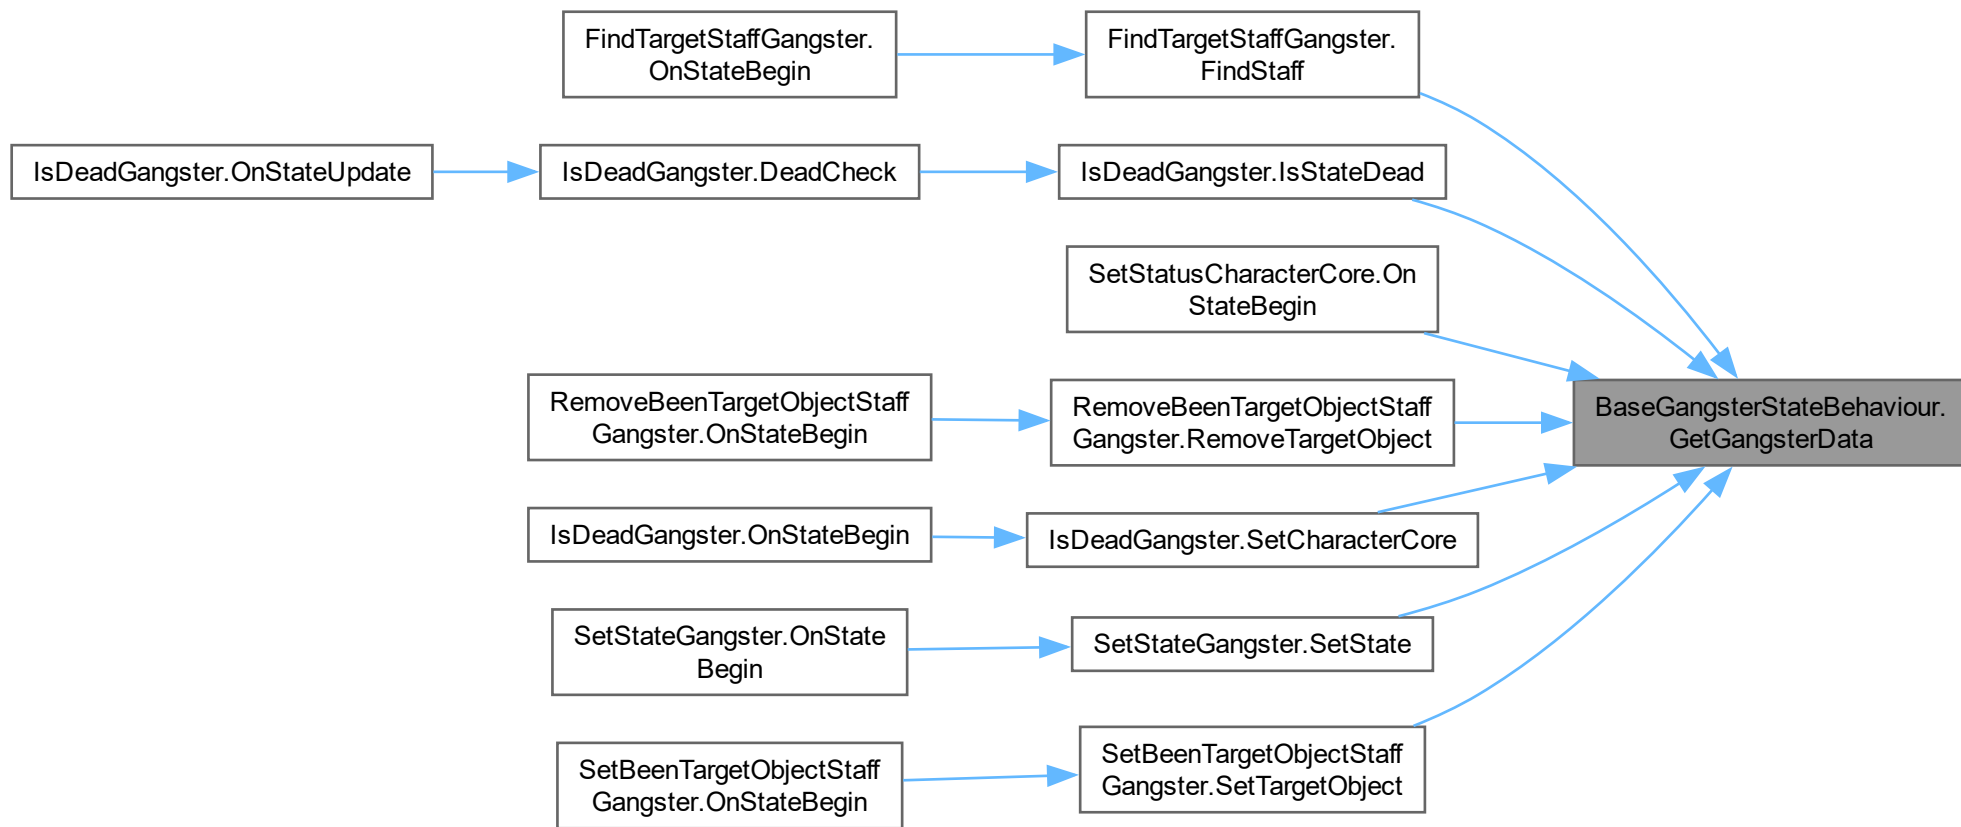 FindTargetStaffGangster.
OnStateBegin
FindTargetStaffGangster.
FindStaff
IsDeadGangster.OnStateUpdate
IsDeadGangster.DeadCheck
IsDeadGangster.IsStateDead
SetStatusCharacterCore.On
StateBegin
RemoveBeenTargetObjectStaff
Gangster.OnStateBegin
RemoveBeenTargetObjectStaff
Gangster.RemoveTargetObject
BaseGangsterStateBehaviour.
GetGangsterData
IsDeadGangster.OnStateBegin
IsDeadGangster.SetCharacterCore
SetStateGangster.OnState
Begin
SetStateGangster.SetState
SetBeenTargetObjectStaff
Gangster.OnStateBegin
SetBeenTargetObjectStaff
Gangster.SetTargetObject